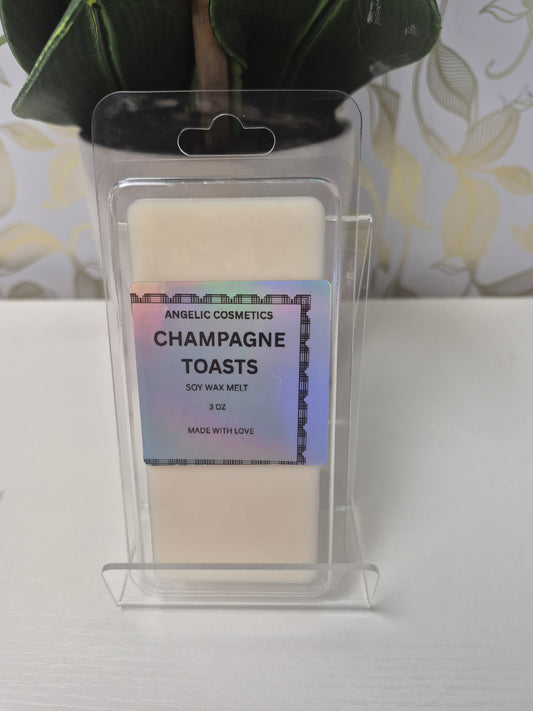 ANGELIC COSMETICS
CHAMPAGNE
TOASTS
SOY WAX MELT
3 OZ
MADE WITH LOVE